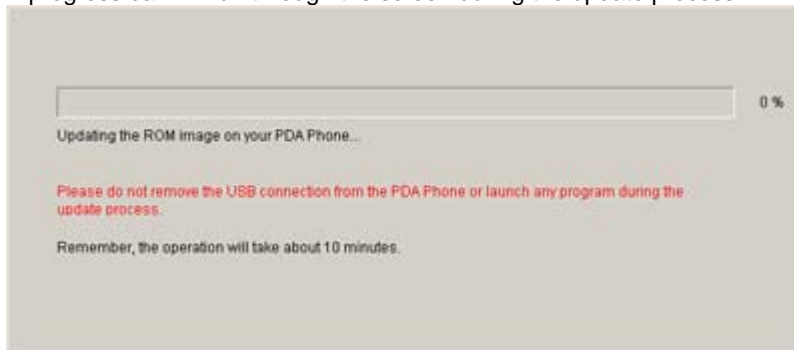 0 %
Updating the ROM image on your PDA Phone...
Please do not remove the USB connection from the PDA Phone or launch any program during the
update process.
Remember, the operation will take about 10 minutes.